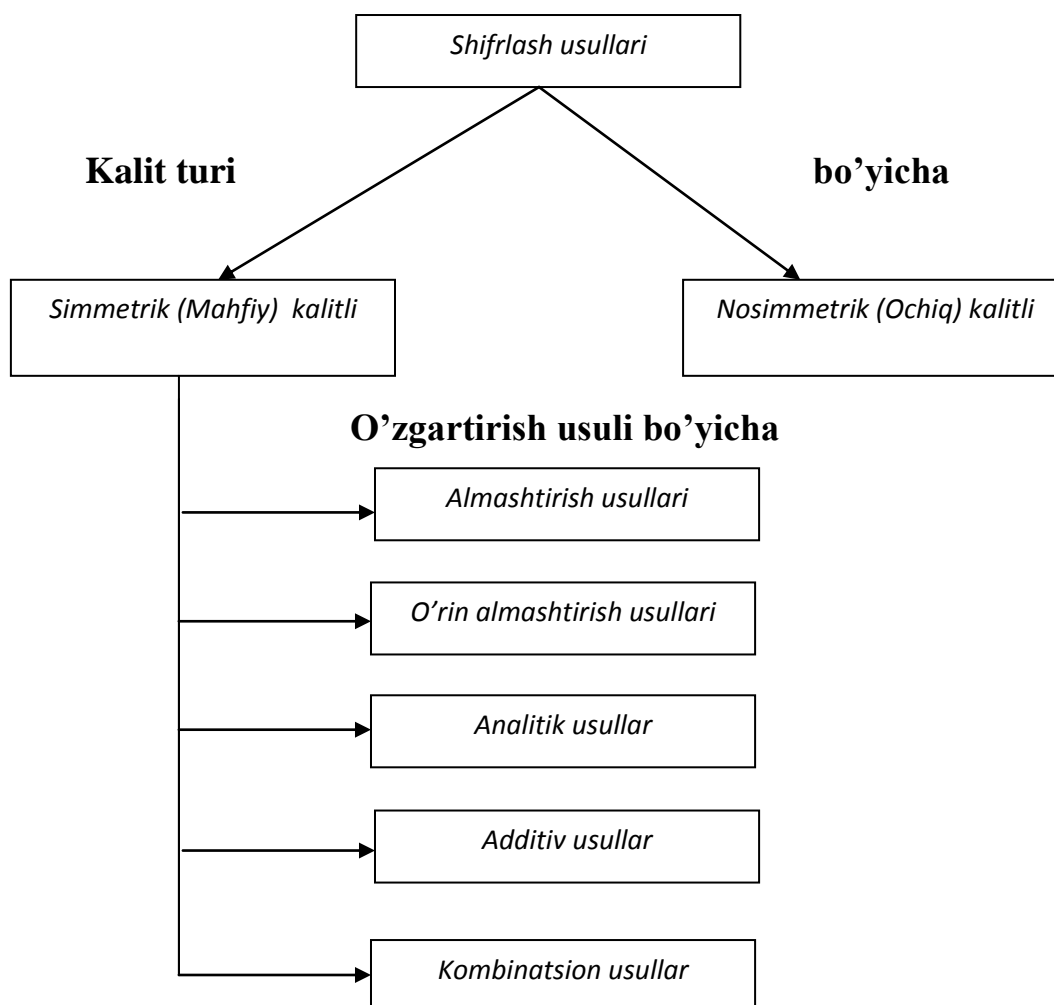 Shifrlash usullari
Kalit turi bo’yicha
Simmetrik (Mahfiy) kalitli
Nosimmetrik (Ochiq) kalitli
O’zgartirish usuli bo’yicha
Almashtirish usullari
O’rin almashtirish usullari
Analitik usullar
Additiv usullar
Kombinatsion usullar